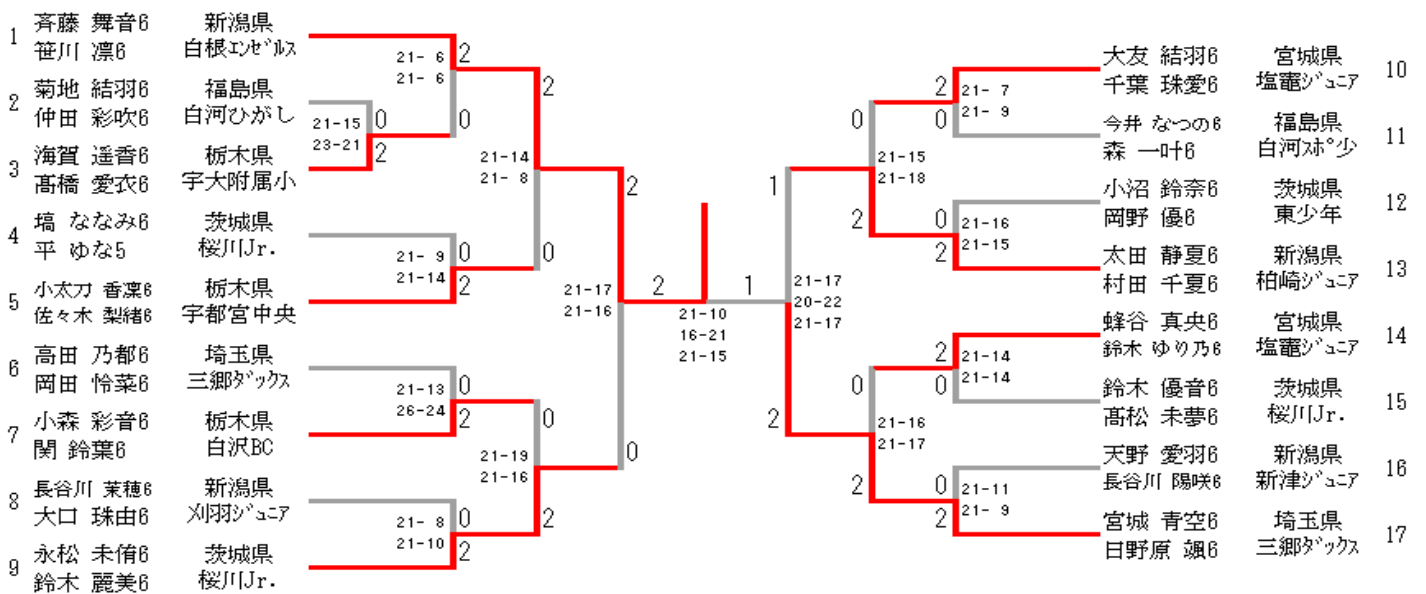 1 斉藤 舞音6 新潟県
笹川 凛6 白根ｴﾝｾﾞﾙｽ
2 菊地 結羽6 福島県
仲田 彩吹6 白河ひがし
3 海賀 遥香6 栃木県
髙橋 愛衣6 宇大附属小
4 塙 ななみ6 茨城県
平 ゆな5 桜川Jr.
5 小太刀 香凜6 栃木県
佐々木 梨緒6 宇都宮中央
6 高田 乃都6 埼玉県
岡田 怜菜6 三郷ﾀﾞｯｸｽ
7 小森 彩音6 栃木県
関 鈴葉6 白沢BC
8 長谷川 茉穂6 新潟県
大口 珠由6 刈羽ｼﾞｭﾆｱ
9 永松 未侑6 茨城県
鈴木 麗美6 桜川Jr.
21- 6 2
21- 6 0
21-15 0
23-21 2
21-14 2
21- 8 0
21- 9 0
21-14 2
21-13 0
26-24 2
21-19 0
21-16 2
21- 8 0
21-10 2
21-17 2
21-16 0
2 1
21-10
16-21
21-15
大友 結羽6 宮城県 10
千葉 珠愛6 塩竈ｼﾞｭﾆｱ
今井 なつの6 福島県 11
森 一叶6 白河ｽﾎﾟ少
小沼 鈴奈6 茨城県 12
岡野 優6 東少年
太田 静夏6 新潟県 13
村田 千夏6 柏崎ｼﾞｭﾆｱ
蜂谷 真央6 宮城県 14
鈴木 ゆり乃6 塩竈ｼﾞｭﾆｱ
鈴木 優音6 茨城県 15
髙松 未夢6 桜川Jr.
天野 愛羽6 新潟県 16
長谷川 陽咲6 新津ｼﾞｭﾆｱ
宮城 青空6 埼玉県 17
日野原 颯6 三郷ﾀﾞｯｸｽ
2 21- 7
0 21- 9
0 21-15
2 21-18
0 21-16
2 21-15
1 21-17
20-22
2 21-17
2 21-14
0 21-14
0 21-16
2 21-17
0 21-11
2 21- 9